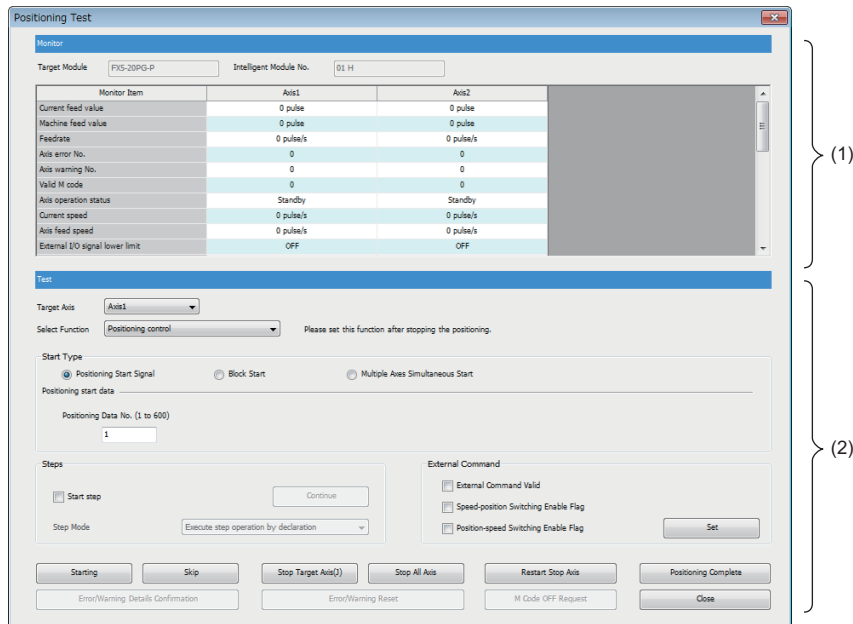 Positioning Test
Monitor
Target Module FX5-20PG-P Intelligent Module No. 01 H
Monitor Item Axis1 Axis2
Current feed value 0 pulse 0 pulse
Machine feed value 0 pulse 0 pulse
Feedrate 0 pulse/s 0 pulse/s
Axis error No. 0 0
Axis warning No. 0 0
Valid M code 0 0
Axis operation status Standby Standby
Current speed 0 pulse/s 0 pulse/s
Axis feed speed 0 pulse/s 0 pulse/s
External I/O signal lower limit OFF OFF
(1)
Test
Target Axis Axis1
Select Function Positioning control Please set this function after stopping the positioning.
Start Type
Positioning Start Signal Block Start Multiple Axes Simultaneous Start
Positioning start data
Positioning Data No. (1 to 600)
1
(2)
Steps External Command
External Command Valid
Start step Continue Speed-position Switching Enable Flag
Step Mode Execute step operation by declaration Position-speed Switching Enable Flag Set
Starting Skip Stop Target Axis(J) Stop All Axis Restart Stop Axis Positioning Complete
Error/Warning Details Confirmation Error/Warning Reset M Code OFF Request Close